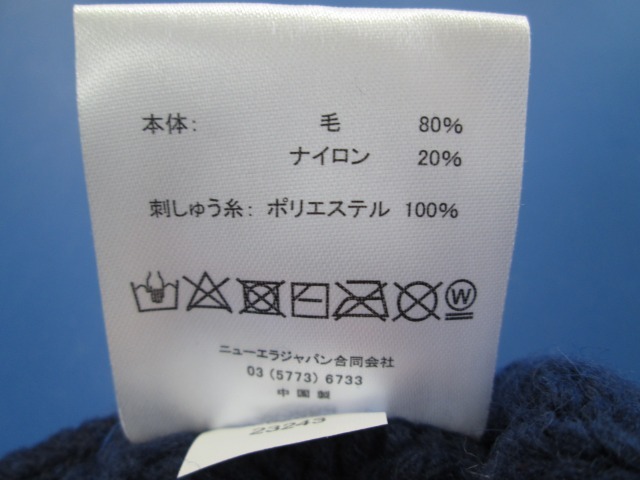 本体: 毛 80%
ナイロン 20%
刺しゅう糸: ポリエステル 100%
W
ニューエラジャパン合同会社
03 (5773) 6733
中国製
23243